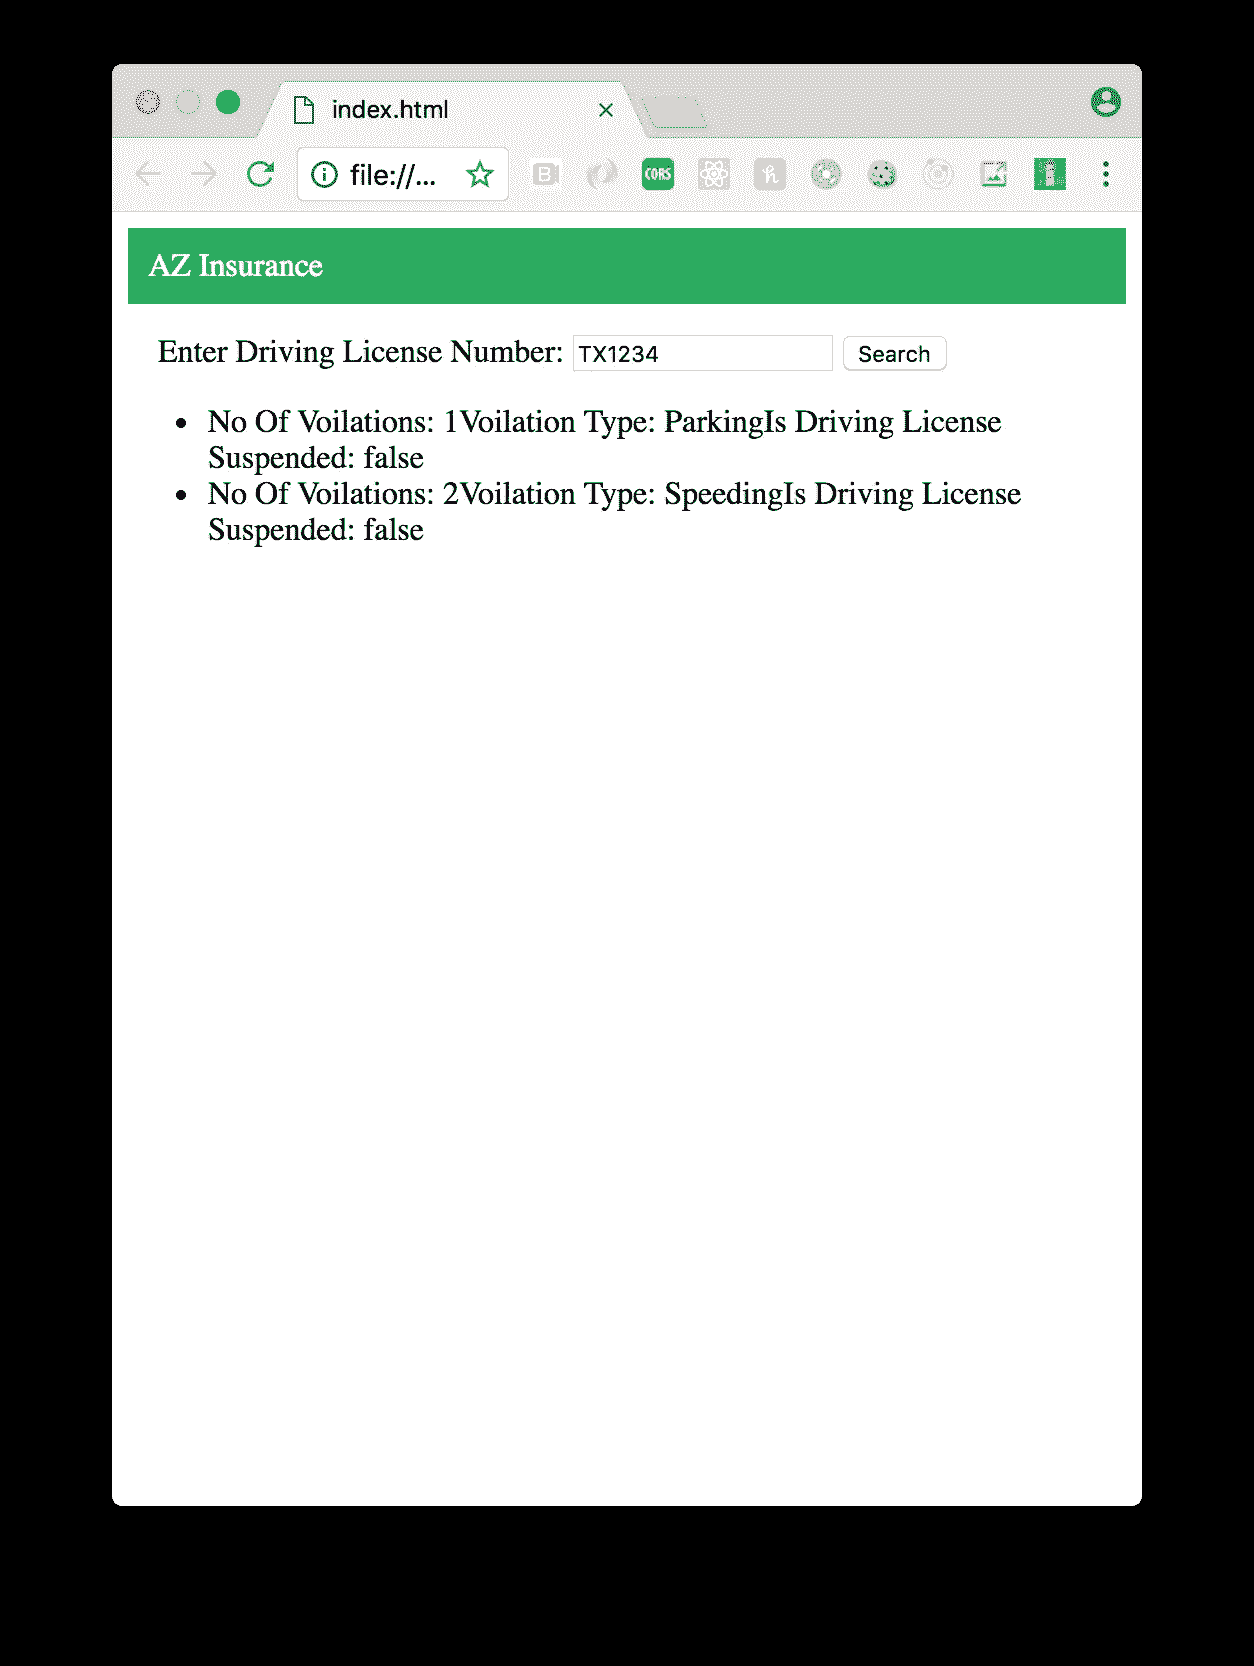 index.html
file://...
B
CORS
h
AZ Insurance
Enter Driving License Number: TX1234 Search
No Of Voilations: 1Voilation Type: ParkingIs Driving License
Suspended: false
No Of Voilations: 2Voilation Type: SpeedingIs Driving License
Suspended: false